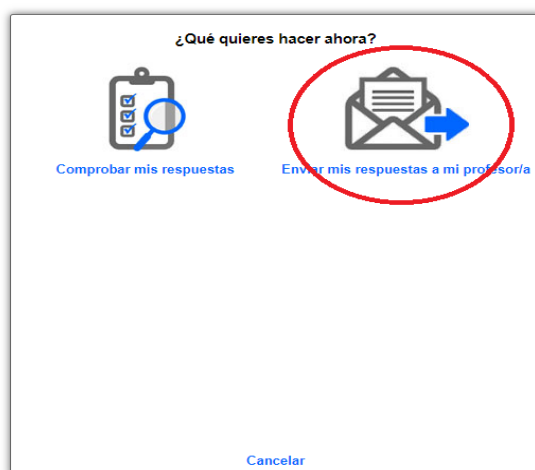 ¿Qué quieres hacer ahora?
Comprobar mis respuestas
Enviar mis respuestas a mi profesor/a
Cancelar